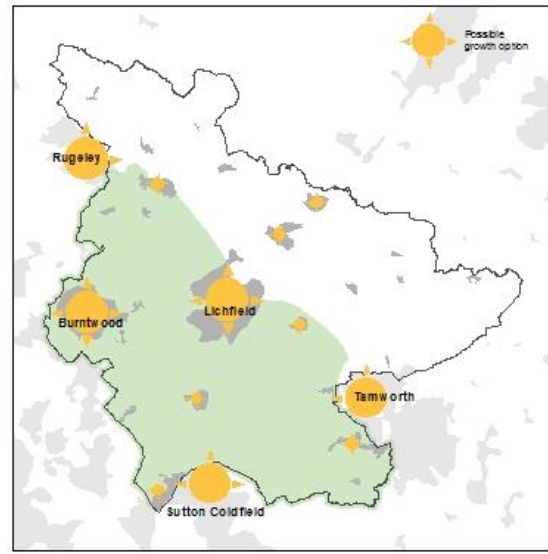 Possible
growth option
Rugeley
Lichfield
Burntwood
Tamworth
Sutton Coldfield